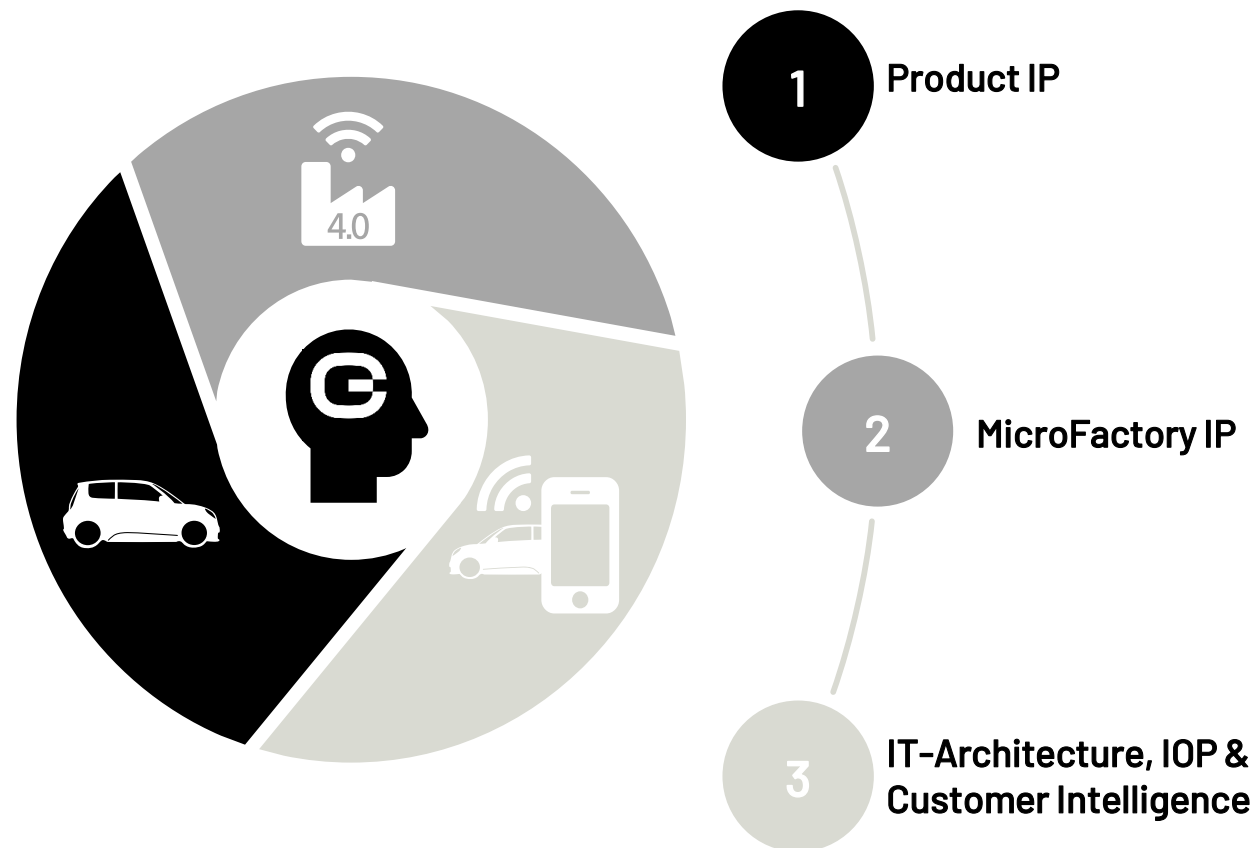 4.0
1
Product IP
2
MicroFactory IP
3
IT-Architecture, IOP &
Customer Intelligence